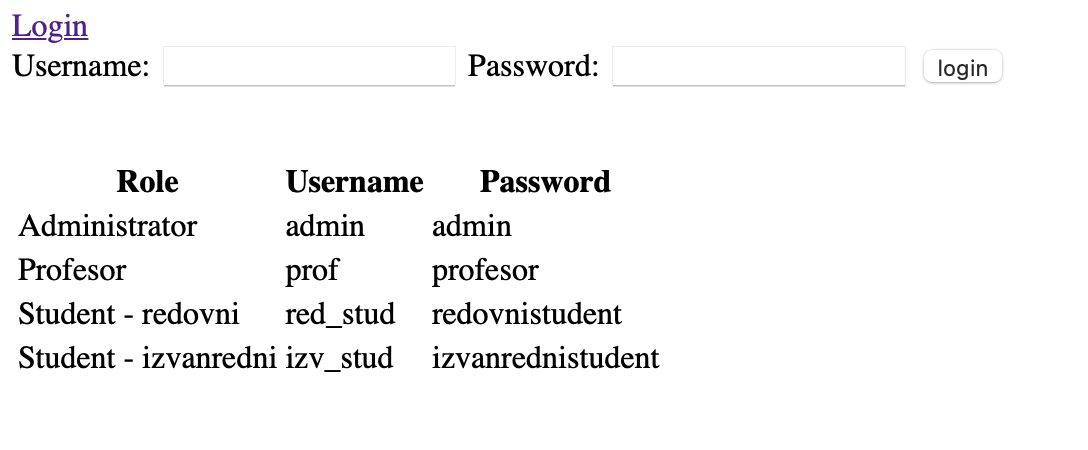 Login
Username: Password: login
Role Username Password
Administrator admin admin
Profesor prof profesor
Student - redovni red_stud redovnistudent
Student - izvanredni izv_stud izvanrednistudent